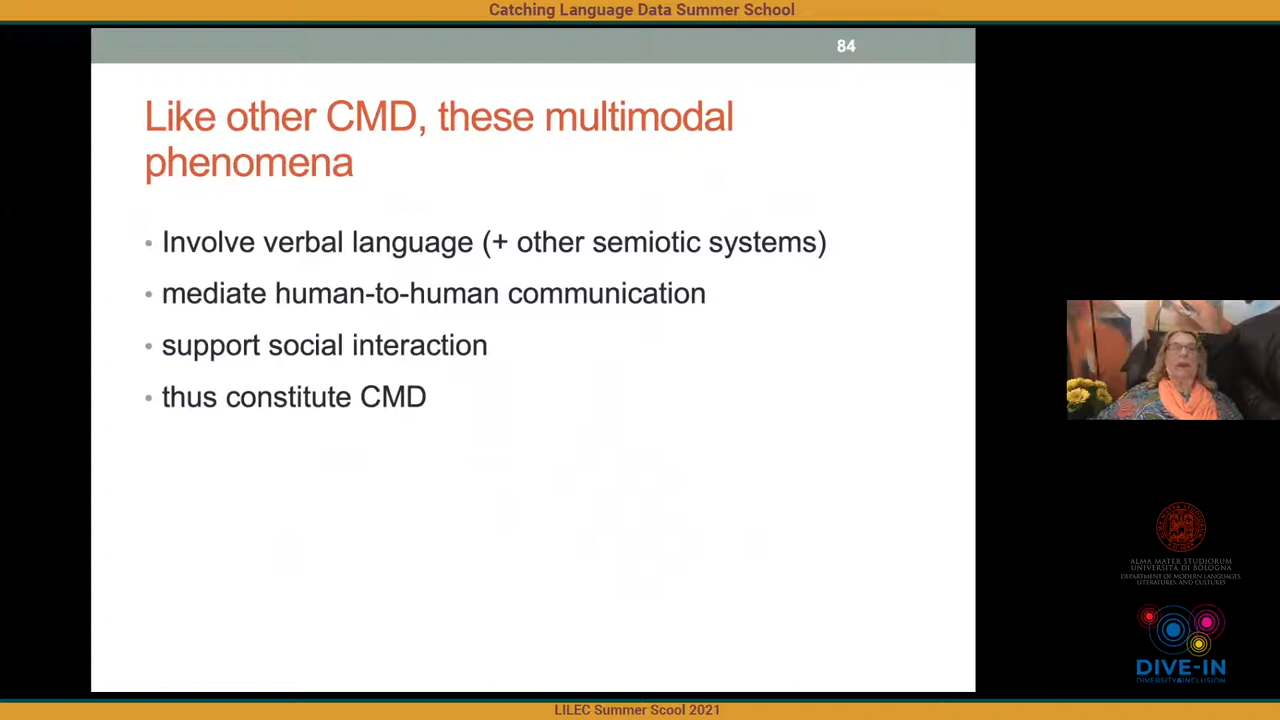 Catching Language Data Summer School
84
Like other CMD, these multimodal
phenomena
• Involve verbal language (+ other semiotic systems)
• mediate human-to-human communication
• support social interaction
• thus constitute CMD
ALMA MATER STUDIORUM
UNIVERSITÀ DI BOLOGNA
DEPARTMENT OF MODERN LANGUAGES,
LITERATURES, AND CULTURES
DIVE-IN
DIVERSITY&INCLUSION
LILEC Summer Scool 2021